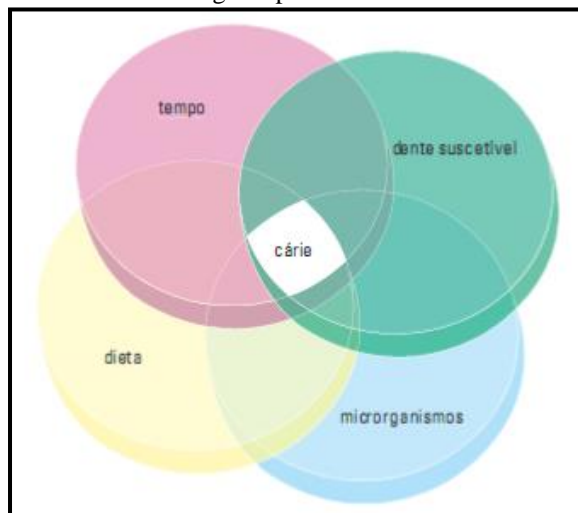 tempo
dente suscetível
cárie
dieta
microrganismos